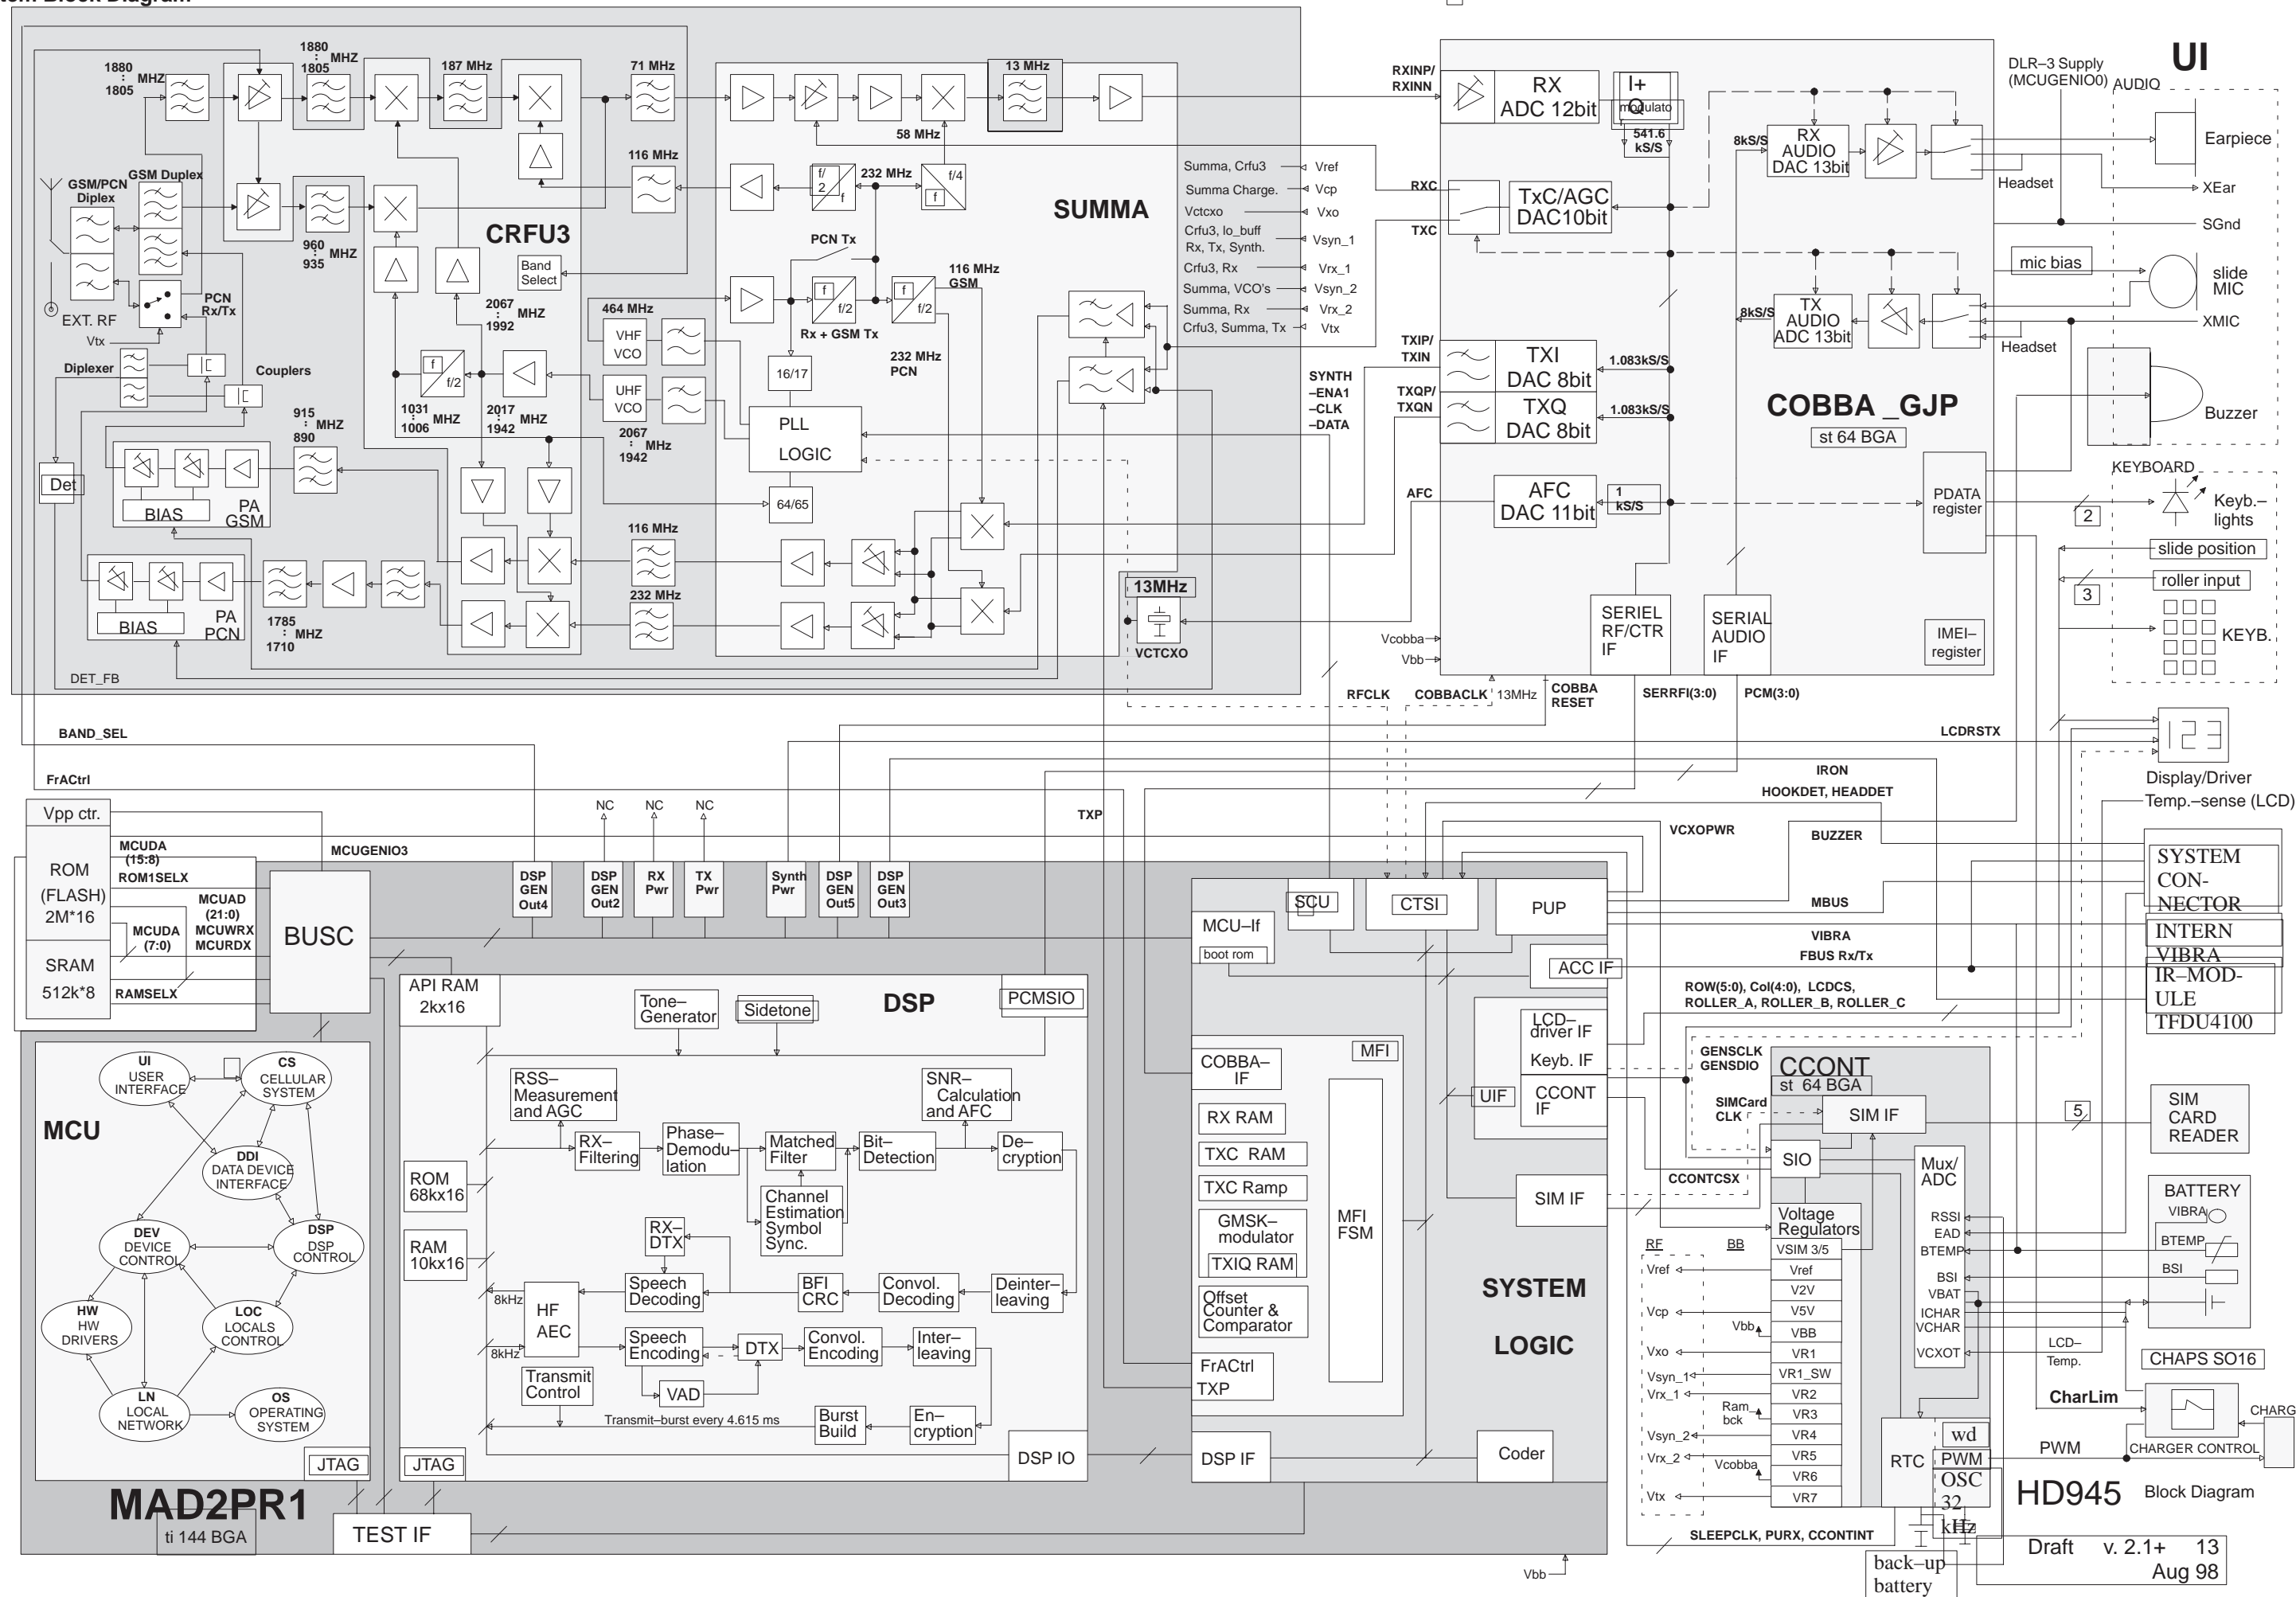 tem Block Diagram
1880
:
1805
MHZ
1880
:
1805
MHZ
187 MHz
71 MHz
13 MHz
58 MHz
116 MHz
232 MHz
f/
2
f
f/4
f
GSM/PCN
Diplex
GSM Duplex
960
:
935
MHz
CRFU3
SUMMA
Band
Select
PCN
Rx/Tx
EXT. RF
Vtx
Diplexer
Couplers
2067
:
1992
MHZ
464 MHz
VHF
VCO
UHF
VCO
PCN Tx
f
f/2
f
f/2
Rx + GSM Tx
116 MHz
GSM
232 MHz
PCN
f
f/2
1031
:
1006
MHZ
2017
:
1942
MHZ
2067
:
1942
MHz
915
:
890
MHZ
16/17
PLL
LOGIC
64/65
Det
BIAS
PA
GSM
BIAS
PA
PCN
1785
:
1710
MHZ
116 MHz
232 MHz
13MHz
VCTCXO
DET_FB
Summa, Crfu3
Vref
Summa Charge.
Vcp
Vctcxo
Vxo
Crfu3, lo_buff
Rx, Tx, Synth.
Vsyn_1
Crfu3, Rx
Vrx_1
Summa, VCO's
Vsyn_2
Summa, Rx
Vrx_2
Crfu3, Summa, Tx
Vtx
SYNTH
–ENA1
–CLK
–DATA
RXINP/
RXINN
RX
ADC 12bit
I+
Q
modulato
r
541.6
kS/S
RXC
TXC
TxC/AGC
DAC10bit
TXIP/
TXIN
TXQP/
TXQN
TXI
DAC 8bit
TXQ
DAC 8bit
1.083kS/S
1.083kS/S
AFC
AFC
DAC 11bit
1
kS/S
8kS/S
RX
AUDIO
DAC 13bit
8kS/S
TX
AUDIO
ADC 13bit
COBBA _GJP
st 64 BGA
PDATA
register
SERIEL
RF/CTR
IF
SERIAL
AUDIO
IF
IMEI–
register
Vcobba
Vbb
DLR–3 Supply
(MCUGENIO0)
UI
AUDIO
Earpiece
Headset
XEar
SGnd
mic bias
slide
MIC
XMIC
Headset
Buzzer
KEYBOARD
Keyb.–
lights
2
slide position
roller input
3
KEYB.
RFCLK
COBBACLK
13MHz
COBBA
RESET
SERRFI(3:0)
PCM(3:0)
LCDRSTX
Display/Driver
Temp.–sense (LCD)
BAND_SEL
FrACtrl
IRON
HOOKDET, HEADDET
VCXOPWR
BUZZER
TXP
NC
NC
NC
MCUGENIO3
Vpp ctr.
ROM
(FLASH)
2M*16
SRAM
512k*8
MCUDA
(15:8)
ROM1SELX
MCUAD
(21:0)
MCUWRX
MCURDX
MCUDA
(7:0)
RAMSELX
BUSC
DSP
GEN
Out4
DSP
GEN
Out2
RX
Pwr
TX
Pwr
Synth
Pwr
DSP
GEN
Out5
DSP
GEN
Out3
MCU–If
boot rom
SCU
CTSI
PUP
ACC IF
MBUS
VIBRA
FBUS Rx/Tx
SYSTEM
CON-
NECTOR
INTERN
VIBRA
IR–MOD-
ULE
TFDU4100
ROW(5:0), Col(4:0), LCDCS,
ROLLER_A, ROLLER_B, ROLLER_C
API RAM
2kx16
Tone–
Generator
Sidetone
DSP
PCMSIO
MCU
UI
USER
INTERFACE
CS
CELLULAR
SYSTEM
DDI
DATA DEVICE
INTERFACE
DEV
DEVICE
CONTROL
DSP
DSP
CONTROL
HW
HW
DRIVERS
LOC
LOCALS
CONTROL
LN
LOCAL
NETWORK
OS
OPERATING
SYSTEM
JTAG
JTAG
RSS–
Measurement
and AGC
SNR–
Calculation
and AFC
RX–
Filtering
Phase–
Demodu–
lation
Matched
Filter
Bit–
Detection
De–
cryption
ROM
68kx16
Channel
Estimation
Symbol
Sync.
RAM
10kx16
RX–
DTX
8kHz
8kHz
HF
AEC
Speech
Decoding
BFI
CRC
Convol.
Decoding
Deinter–
leaving
Speech
Encoding
DTX
Convol.
Encoding
Inter–
leaving
Transmit
Control
VAD
Transmit–burst every 4.615 ms
Burst
Build
En–
cryption
DSP IO
MAD2PR1
ti 144 BGA
TEST IF
COBBA–
IF
MFI
RX RAM
TXC RAM
TXC Ramp
GMSK–
modulator
TXIQ RAM
Offset
Counter &
Comparator
MFI
FSM
FrACtrl
TXP
DSP IF
Coder
SYSTEM
LOGIC
LCD–
driver IF
Keyb. IF
UIF
CCONT
IF
SIM IF
Vbb
GENSCLK
GENSDIO
SIMCard
CLK
CCONTCSX
CCONT
st 64 BGA
SIM IF
SIO
Mux/
ADC
Voltage
Regulators
RF
BB
VSIM 3/5
Vref
V2V
V5V
VBB
VR1
VR1_SW
VR2
VR3
VR4
VR5
VR6
VR7
Vref
Vcp
Vbb
Vxo
Vsyn_1
Vrx_1
Ram
bck
Vsyn_2
Vrx_2
Vcobba
Vtx
RSSI
EAD
BTEMP
BSI
VBAT
ICHAR
VCHAR
VCXOT
LCD–
Temp.
RTC
wd
PWM
OSC
32
kHz
SLEEPCLK, PURX, CCONTINT
back–up
battery
5
SIM
CARD
READER
BATTERY
VIBRA
BTEMP
BSI
CHAPS SO16
CharLim
CHARG
CHARGER CONTROL
PWM
HD945
Block Diagram
Draft v. 2.1+ 13
Aug 98